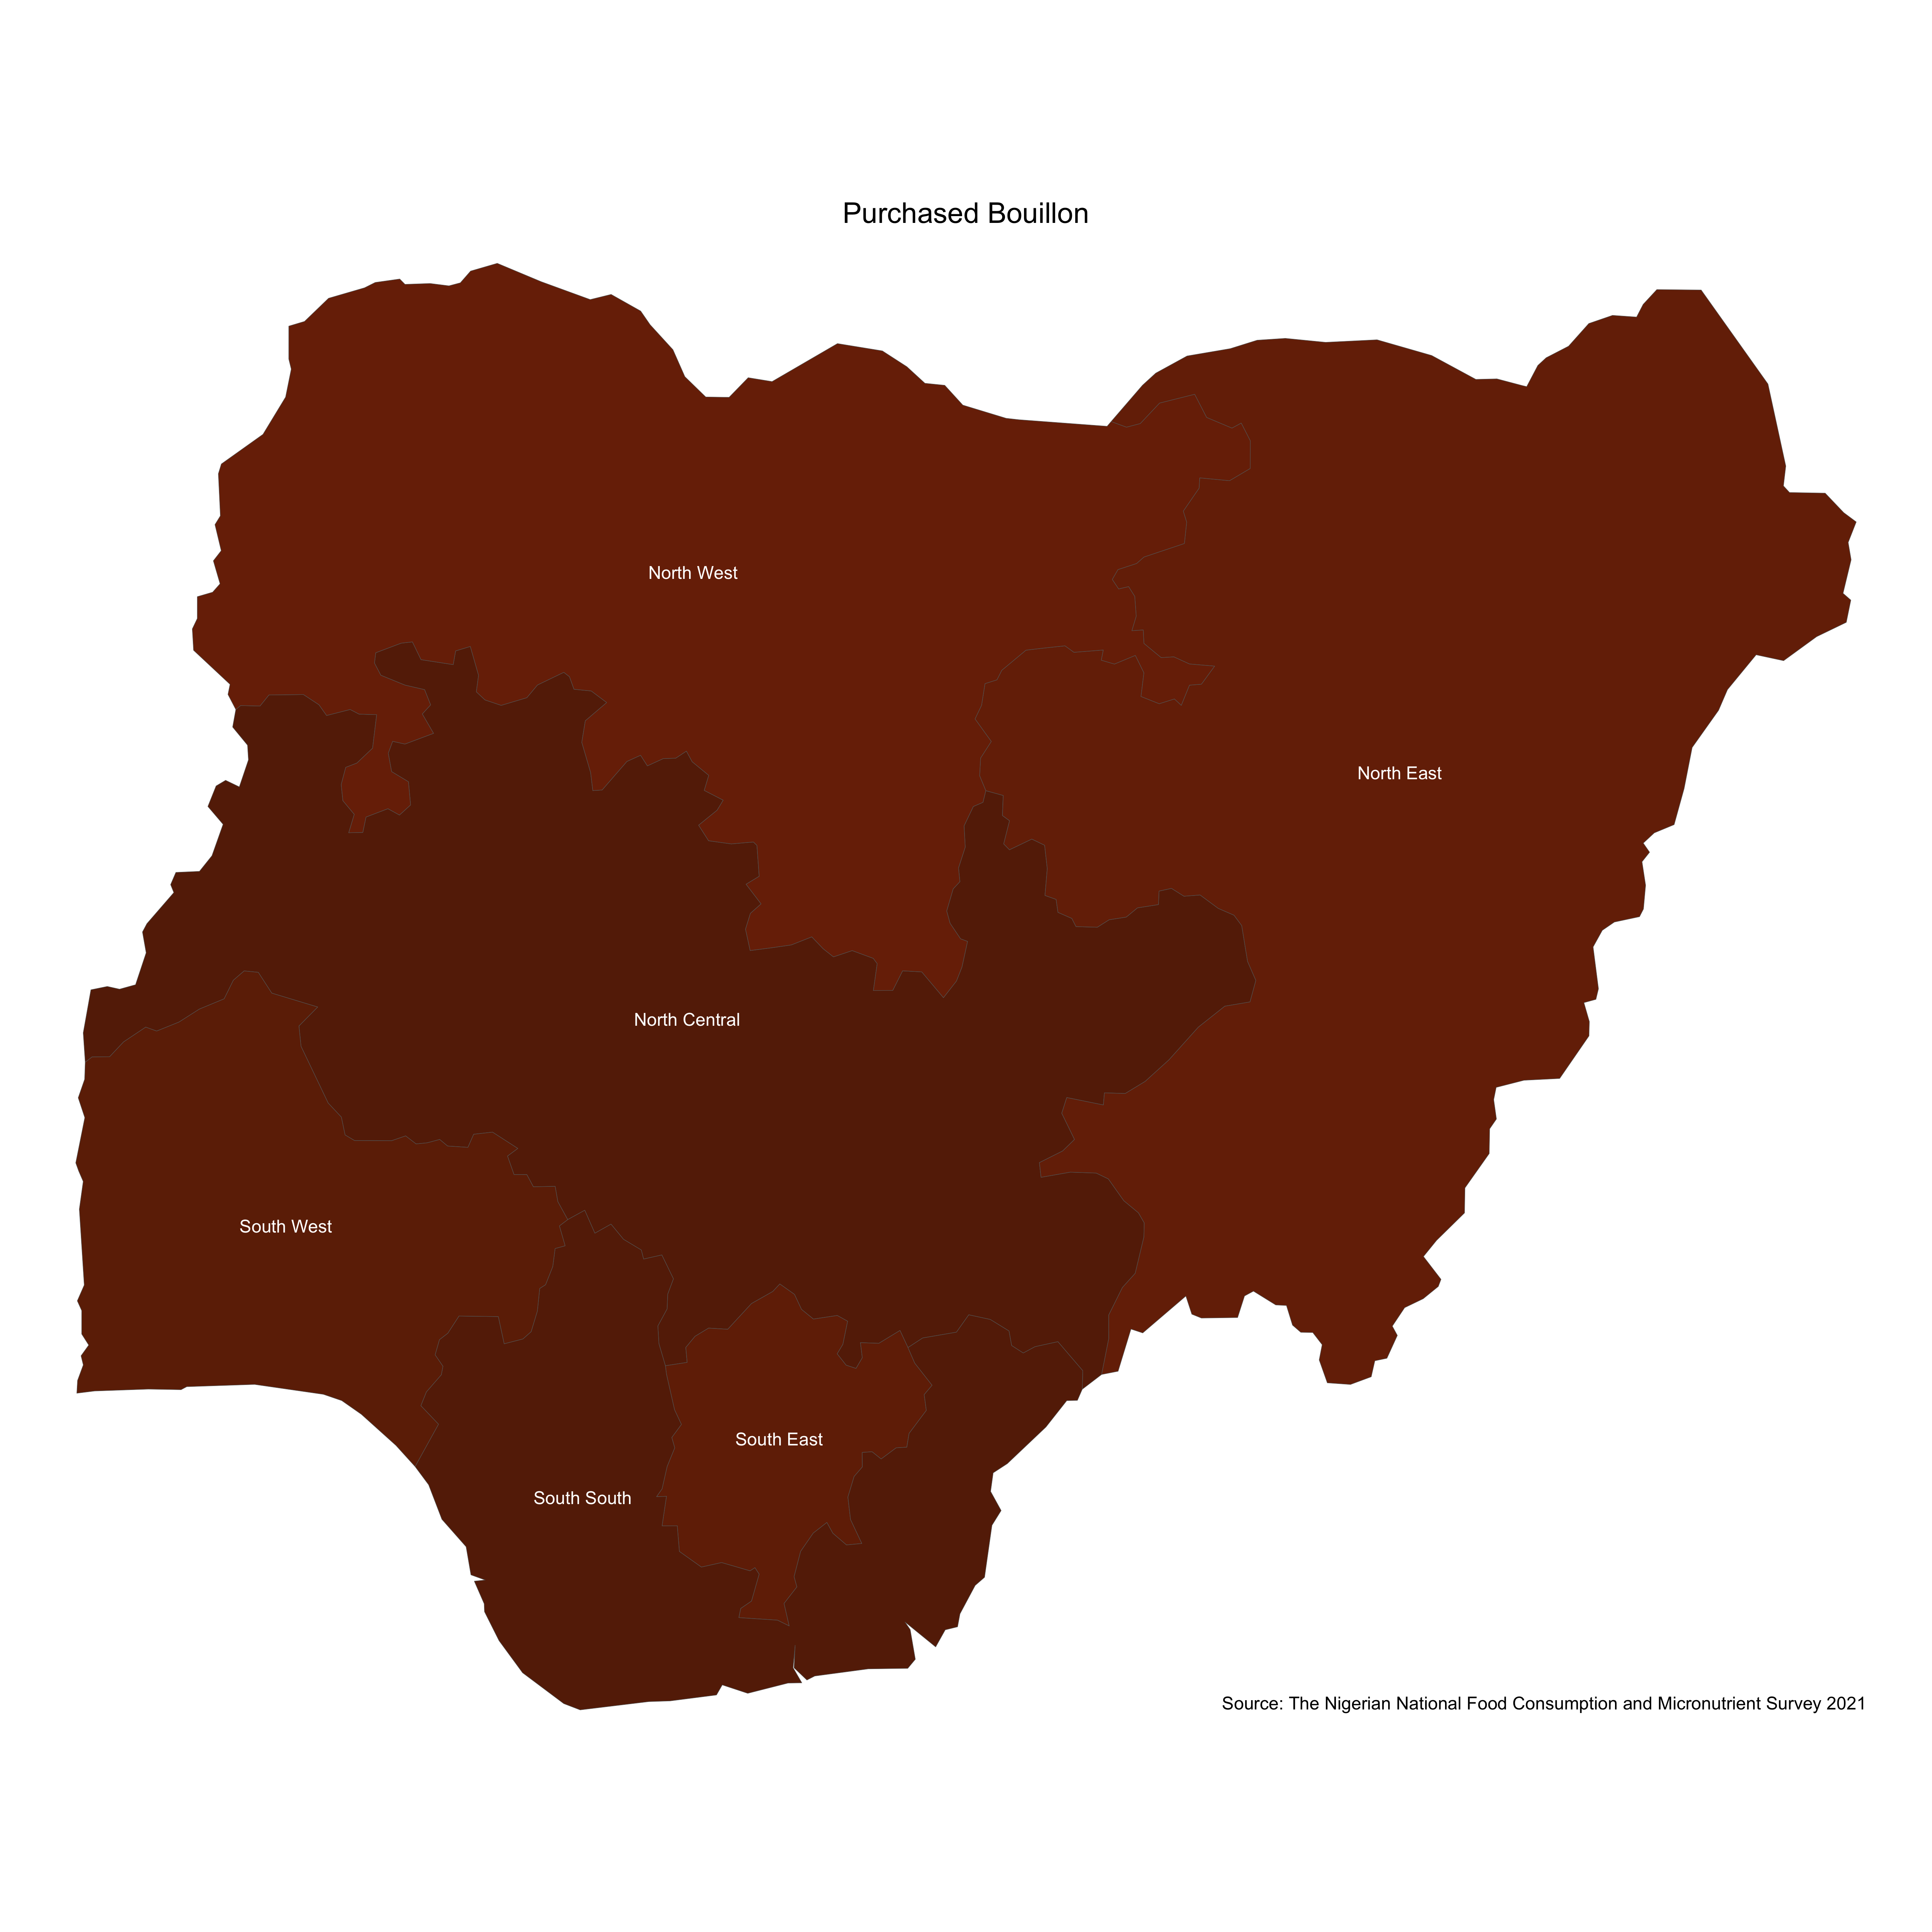 Purchased Bouillon
North West
North East
North Central
South West
South East
South South
Source: The Nigerian National Food Consumption and Micronutrient Survey 2021